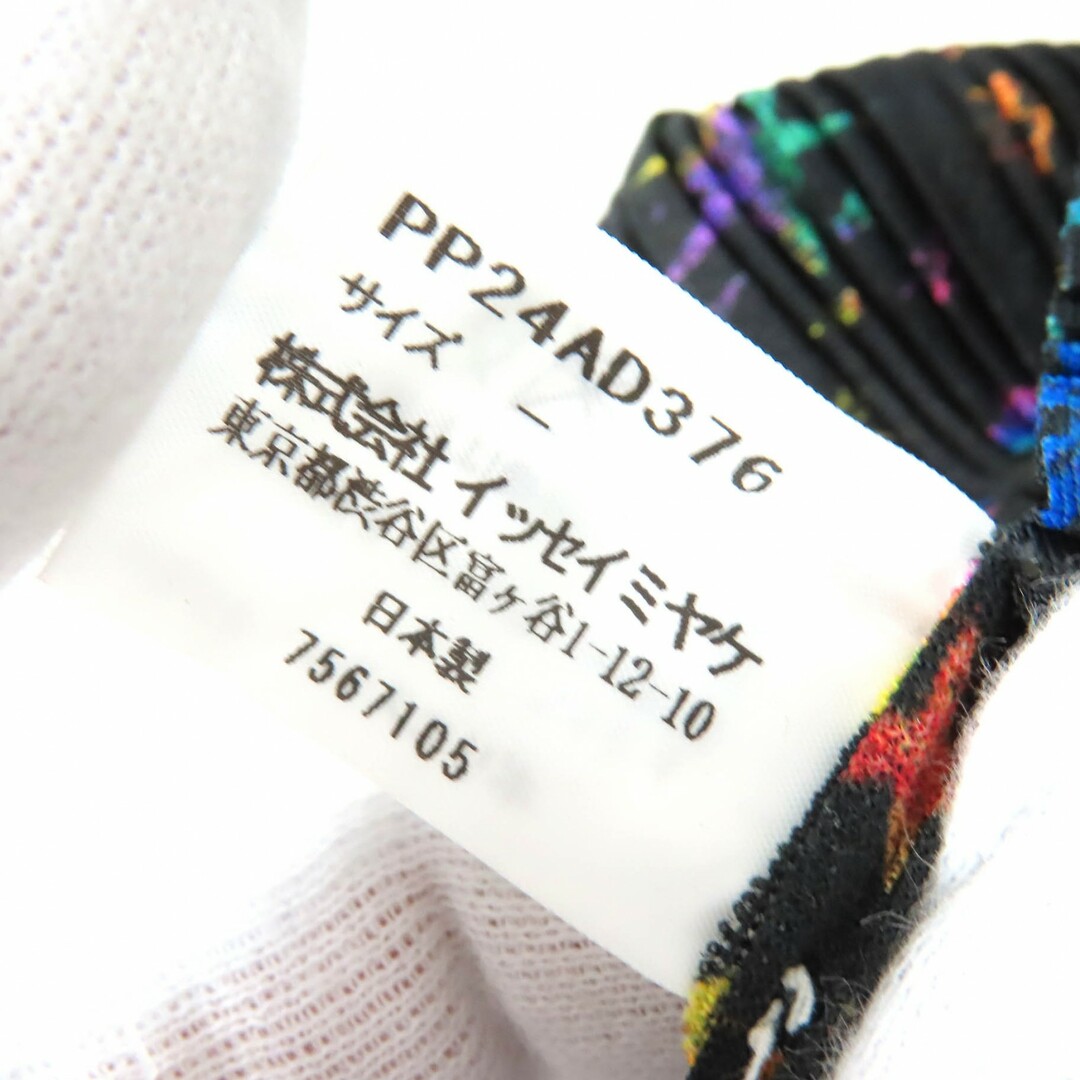 PP24AD376
サイズ -
株式会社 イッセイミヤケ
東京都渋谷区富ヶ谷1-12-10
日本製
7567105